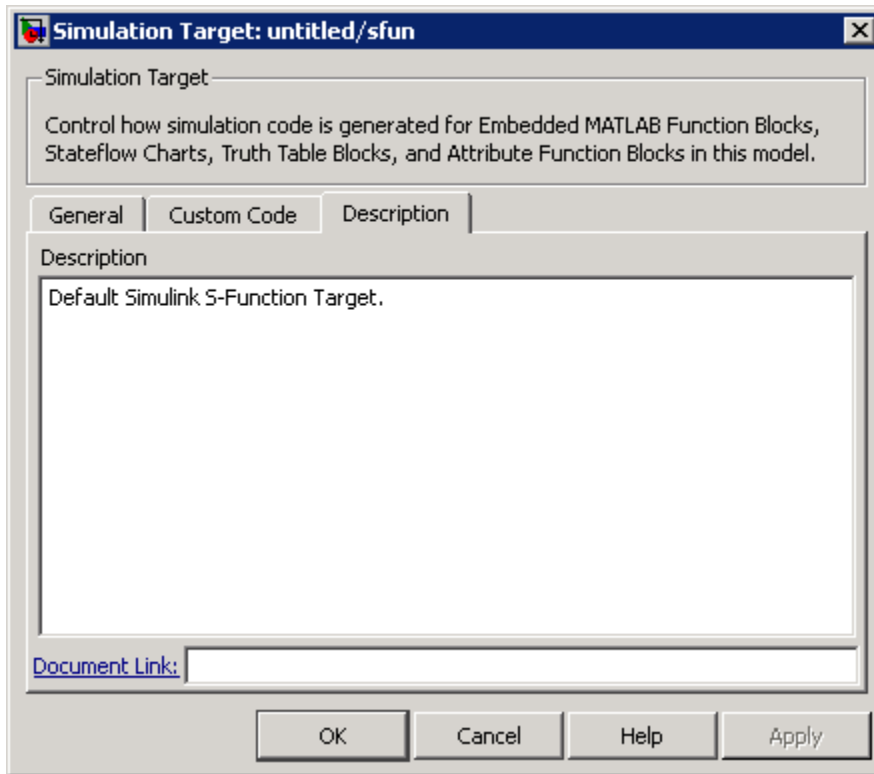 Simulation Target: untitled/sfun
Simulation Target
Control how simulation code is generated for Embedded MATLAB Function Blocks,
Stateflow Charts, Truth Table Blocks, and Attribute Function Blocks in this model.
General Custom Code Description
Description
Default Simulink S-Function Target.
Document Link:
OK Cancel Help Apply